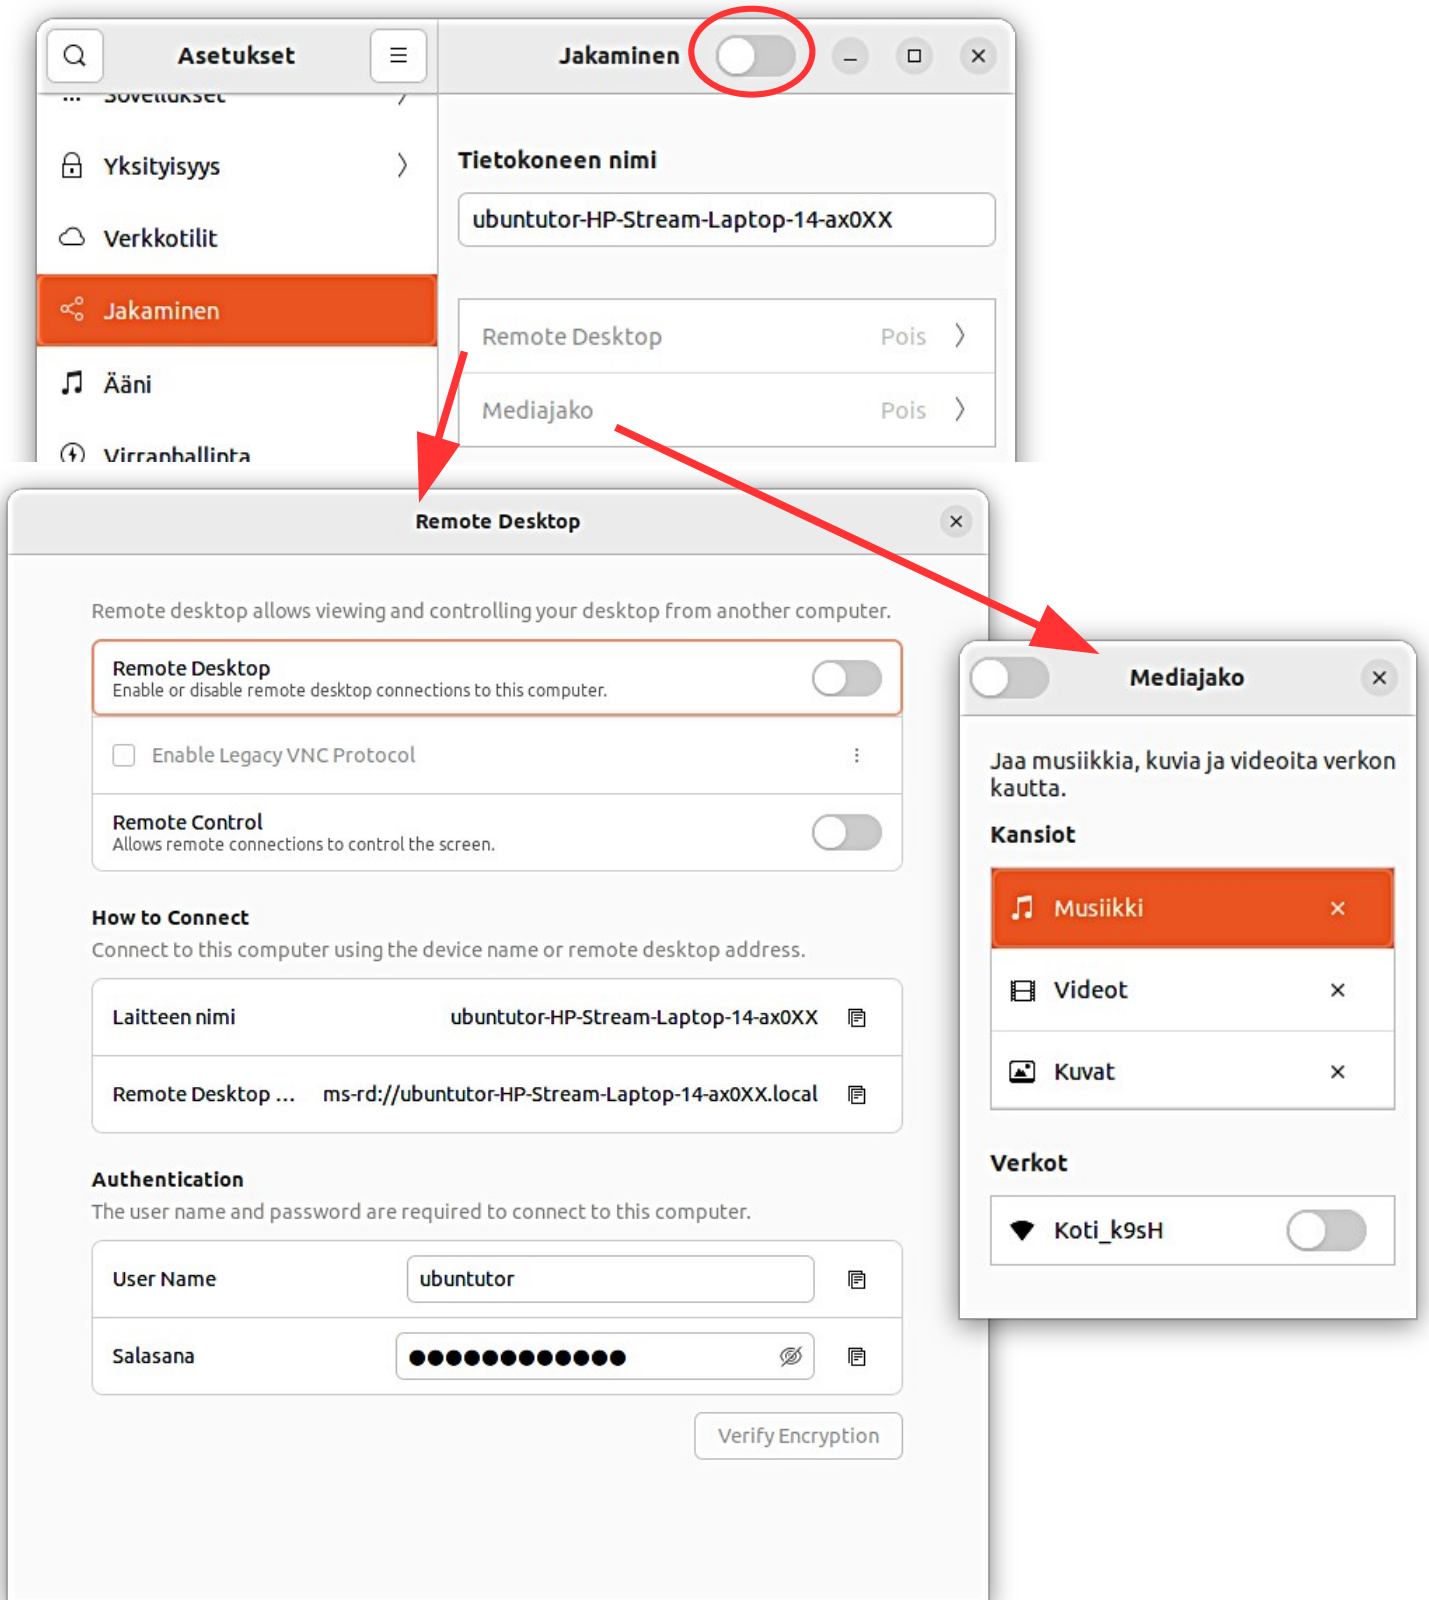 Asetukset
Jakaminen
Sovellukset
Yksityisyys
Verkkotilit
Jakaminen
Ääni
Virranhallinta
Tietokoneen nimi
ubuntutor-HP-Stream-Laptop-14-ax0XX
Remote Desktop Pois
Mediajako Pois
Remote Desktop
Remote desktop allows viewing and controlling your desktop from another computer.
Remote Desktop
Enable or disable remote desktop connections to this computer.
Enable Legacy VNC Protocol
Remote Control
Allows remote connections to control the screen.
How to Connect
Connect to this computer using the device name or remote desktop address.
Laitteen nimi ubuntutor-HP-Stream-Laptop-14-ax0XX
Remote Desktop ... ms-rd://ubuntutor-HP-Stream-Laptop-14-ax0XX.local
Authentication
The user name and password are required to connect to this computer.
User Name ubuntutor
Salasana ●●●●●●●●●●●●
Verify Encryption
Mediajako
Jaa musiikkia, kuvia ja videoita verkon
kautta.
Kansiot
Musiikki
Videot
Kuvat
Verkot
Koti_k9sH